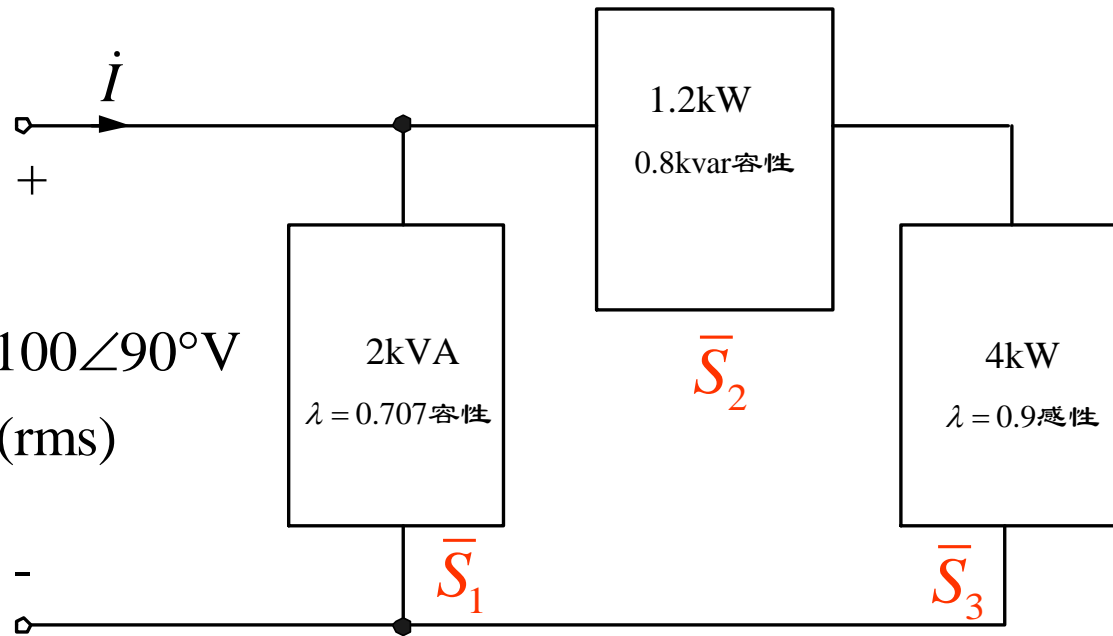 İ
+
100∠90°V
(rms)
-
2kVA
λ = 0.707容性
S̅₁
1.2kW
0.8kvar容性
S̅₂
4kW
λ = 0.9感性
S̅₃